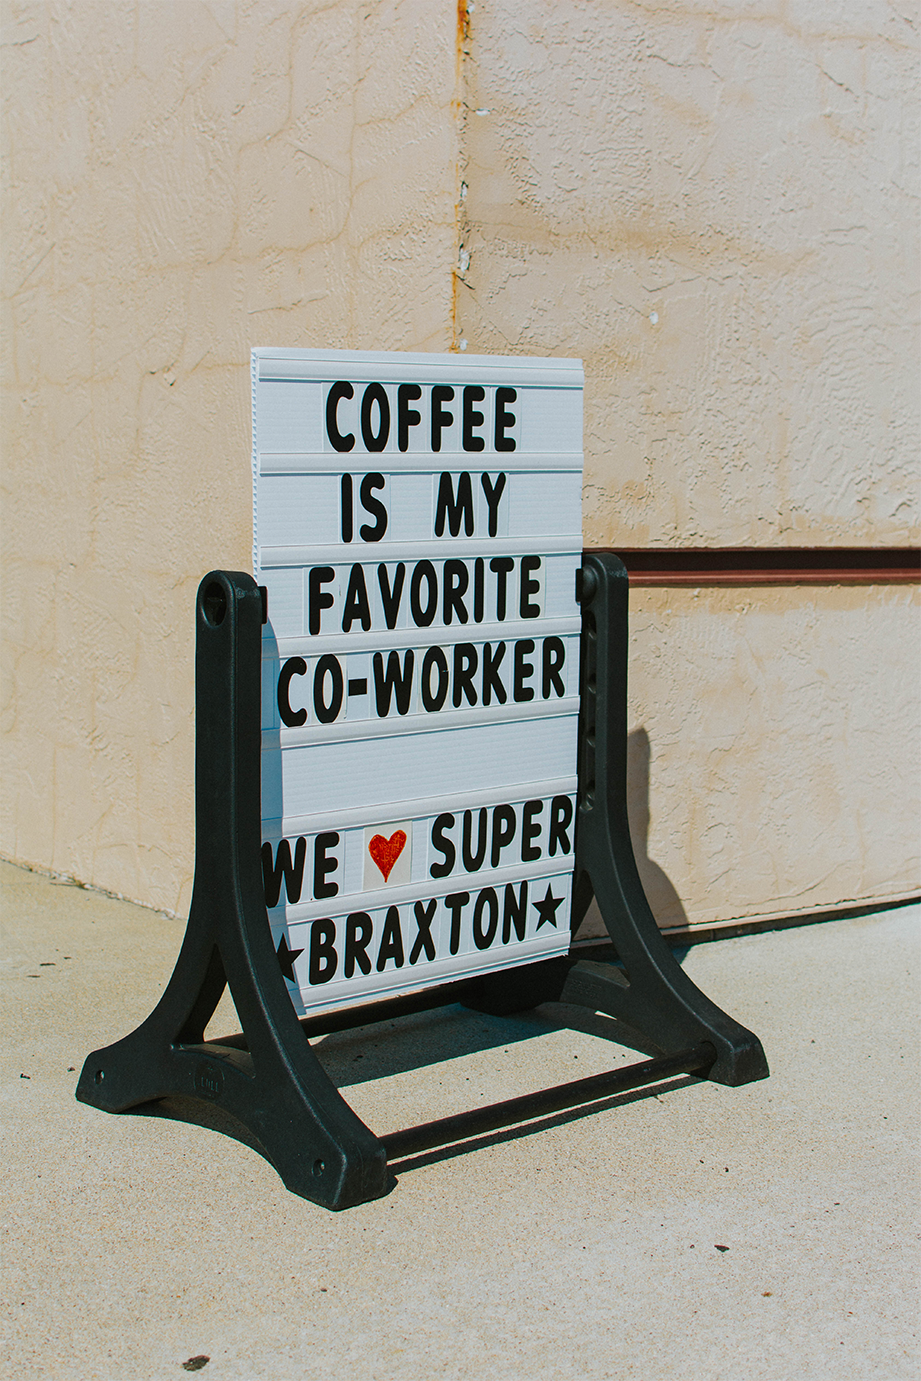 COFFEE
IS MY
FAVORITE
CO-WORKER
WE ♥ SUPER
★BRAXTON★